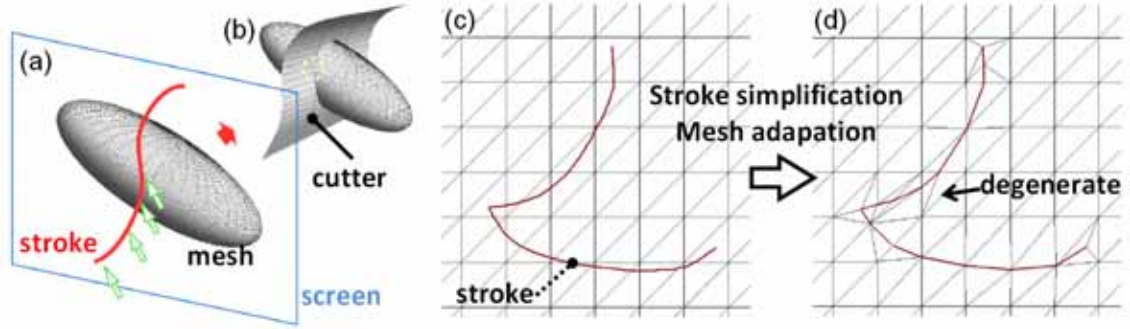 (a)
stroke
mesh
screen
(b)
cutter
(c)
stroke
Stroke simplification
Mesh adapation
(d)
degenerate